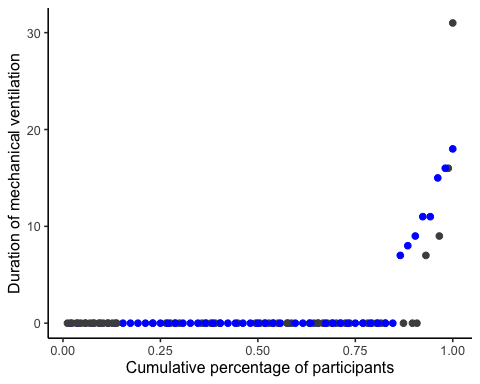 Duration of mechanical ventilation
30
20
10
0
0.00 0.25 0.50 0.75 1.00
Cumulative percentage of participants